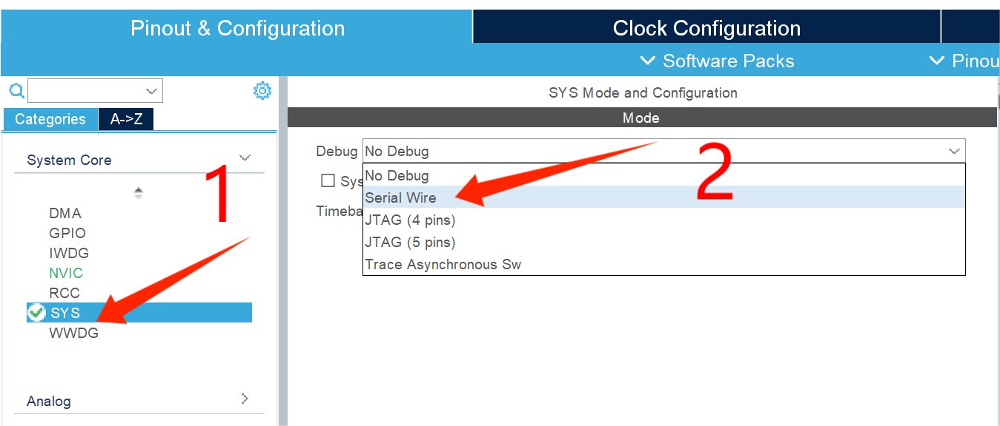 Pinout & Configuration
Clock Configuration
Software Packs
Pinou
SYS Mode and Configuration
Categories
A->Z
Mode
System Core
1
DMA
GPIO
IWDG
NVIC
RCC
SYS
WWDG
Analog
Debug No Debug
2
Sys
No Debug
Serial Wire
Timeba
JTAG (4 pins)
JTAG (5 pins)
Trace Asynchronous Sw